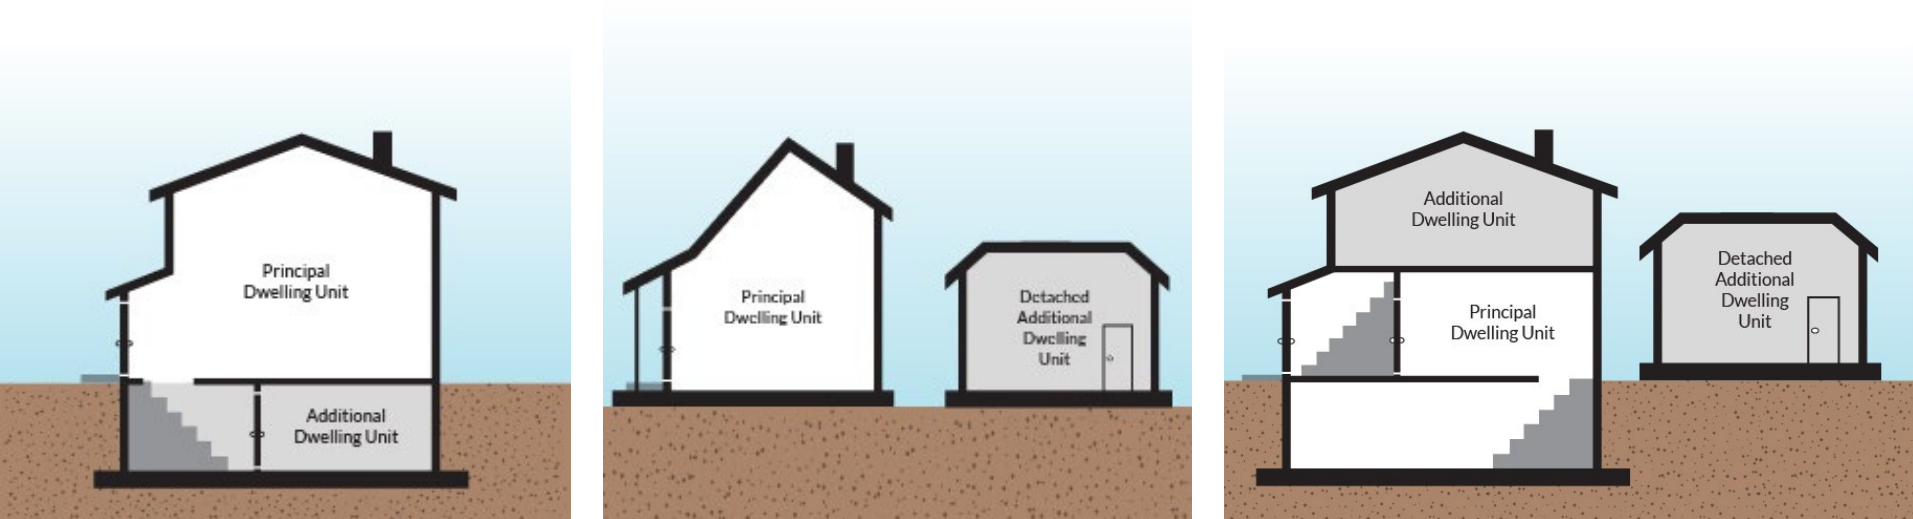 Principal
Dwelling Unit
Additional
Dwelling Unit
Principal
Dwelling Unit
Detached
Additional
Dwelling
Unit
Additional
Dwelling Unit
Principal
Dwelling Unit
Detached
Additional
Dwelling
Unit